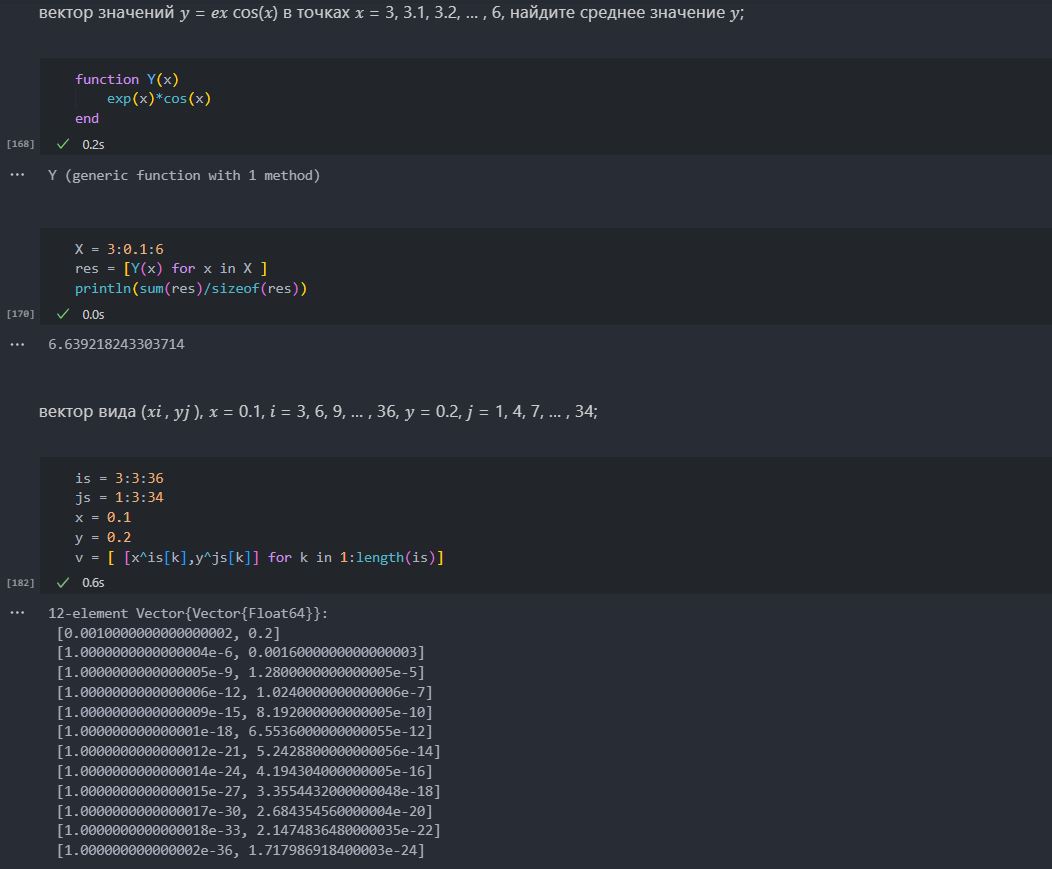 вектор значений y = ex cos(x) в точках x = 3, 3.1, 3.2, … , 6, найдите среднее значение y;
function Y(x)
exp(x)*cos(x)
end
[168] ✓ 0.2s
... Y (generic function with 1 method)
X = 3:0.1:6
res = [Y(x) for x in X ]
println(sum(res)/sizeof(res))
[170] ✓ 0.0s
... 6.639218243303714
вектор вида (xi , yj ), x = 0.1, i = 3, 6, 9, … , 36, y = 0.2, j = 1, 4, 7, … , 34;
is = 3:3:36
js = 1:3:34
x = 0.1
y = 0.2
v = [ [x^is[k],y^js[k]] for k in 1:length(is)]
[182] ✓ 0.6s
... 12-element Vector{Vector{Float64}}:
[0.0010000000000000002, 0.2]
[1.0000000000000004e-6, 0.0016000000000000003]
[1.0000000000000005e-9, 1.2800000000000005e-5]
[1.0000000000000006e-12, 1.0240000000000006e-7]
[1.0000000000000009e-15, 8.192000000000005e-10]
[1.000000000000001e-18, 6.5536000000000055e-12]
[1.0000000000000012e-21, 5.2428800000000056e-14]
[1.0000000000000014e-24, 4.194304000000005e-16]
[1.0000000000000015e-27, 3.3554432000000048e-18]
[1.0000000000000017e-30, 2.684354560000004e-20]
[1.0000000000000018e-33, 2.1474836480000035e-22]
[1.000000000000002e-36, 1.717986918400003e-24]